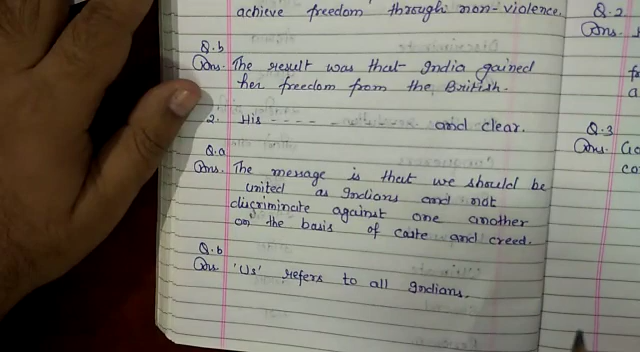 achieve freedom through non-violence.
Q.b
Ans. The result was that India gained
her freedom from the British.
2. His ----- and clear.
Q.a
Ans. The message is that we should be
united as Indians and not
discriminate against one another
on the basis of caste and creed.
Q.b
Ans. 'Us' refers to all Indians.
Q.2
Ans.
Q.3
Ans.